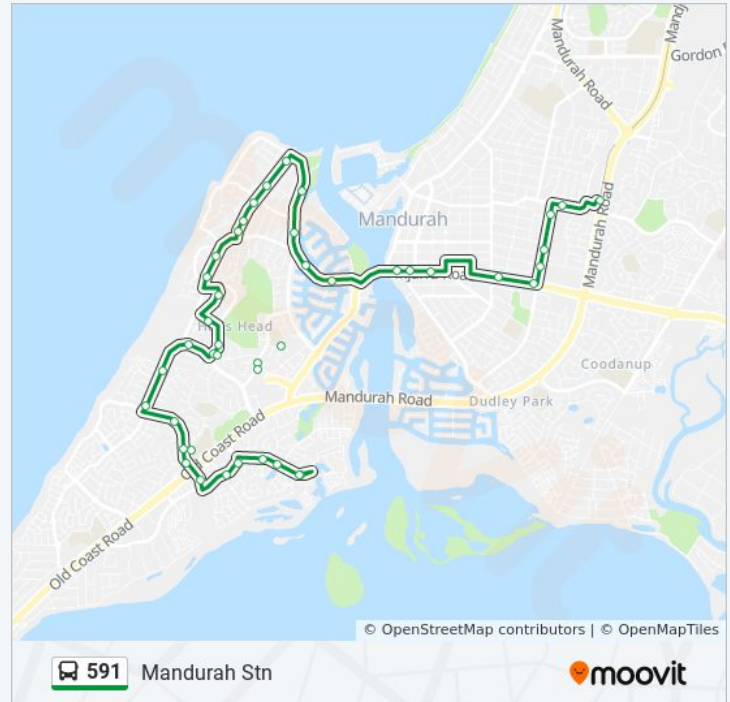 Mandurah Road
Gordon
Mandurah
Mandurah Road
Halls Head
Coodanup
Mandurah Road
Dudley Park
Old Coast Road
Old Coast Road
© OpenStreetMap contributors | © OpenMapTiles
591 Mandurah Stn
moovit